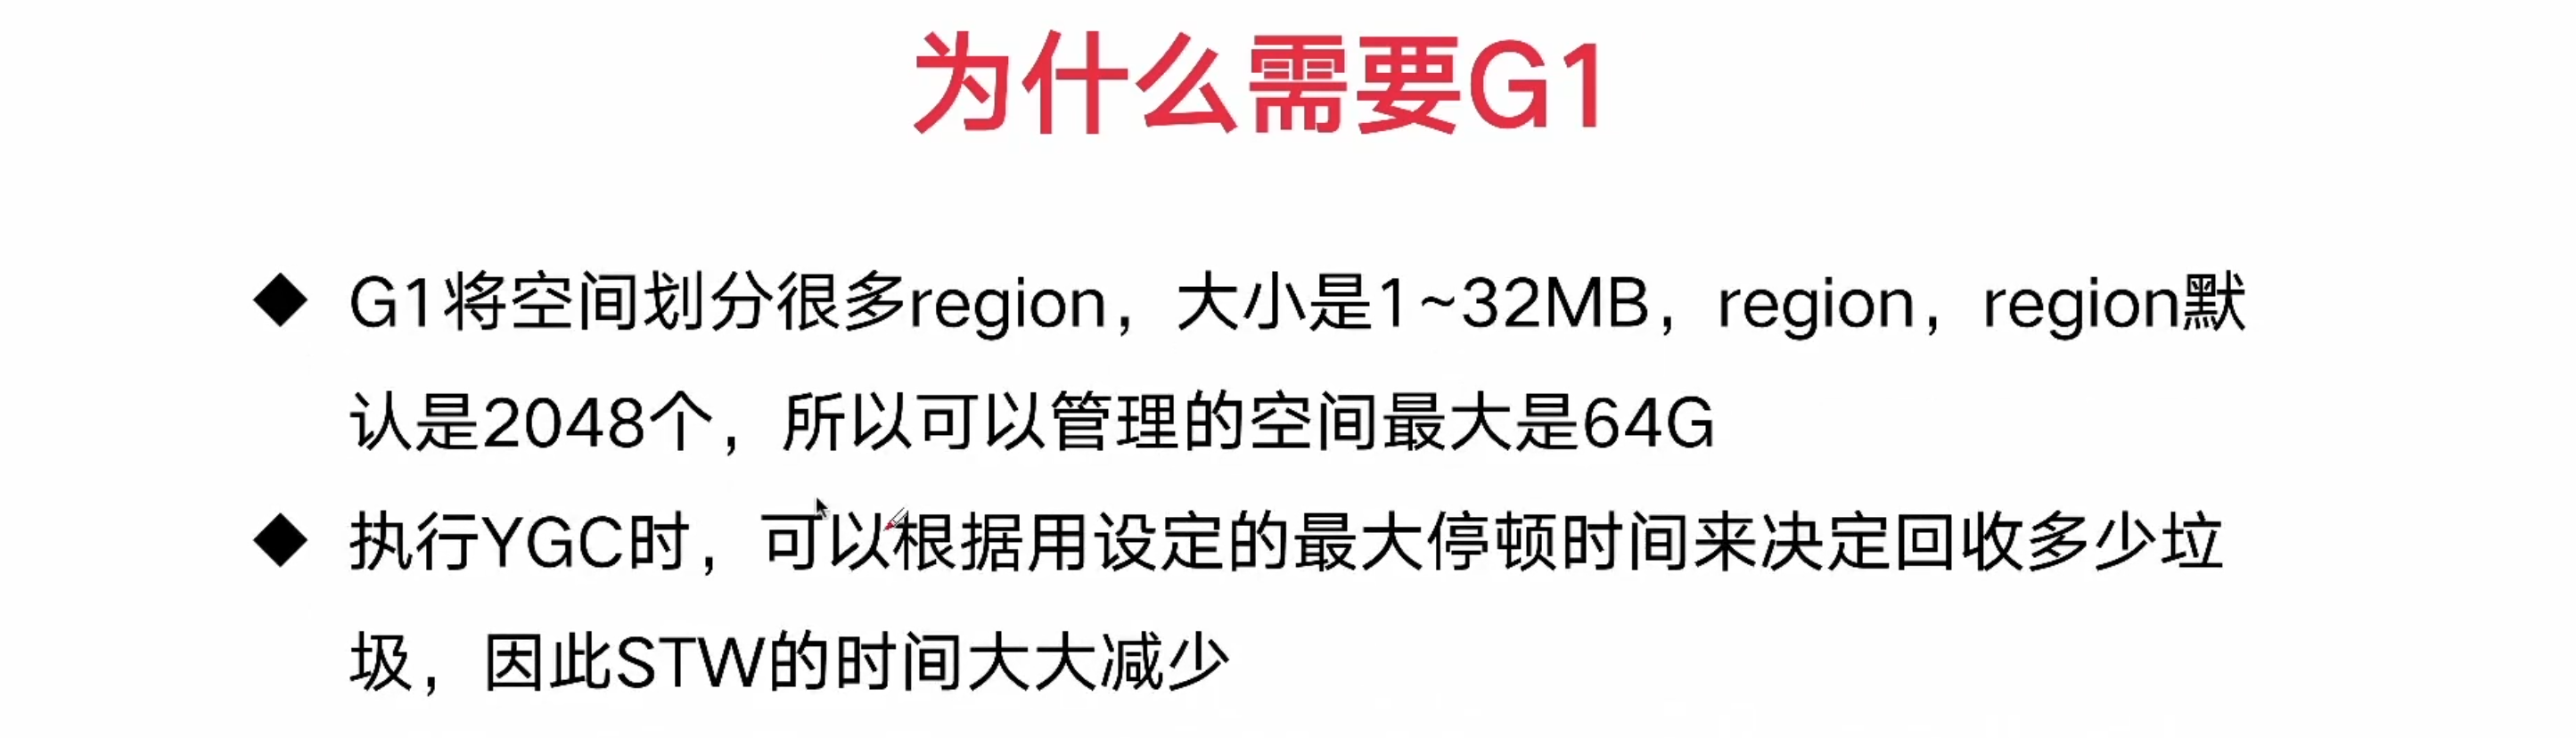 为什么需要G1
◆ G1将空间划分很多region，大小是1~32MB，region，region默
认是2048个，所以可以管理的空间最大是64G
◆ 执行YGC时，可以根据用设定的最大停顿时间来决定回收多少垃
圾，因此STW的时间大大减少